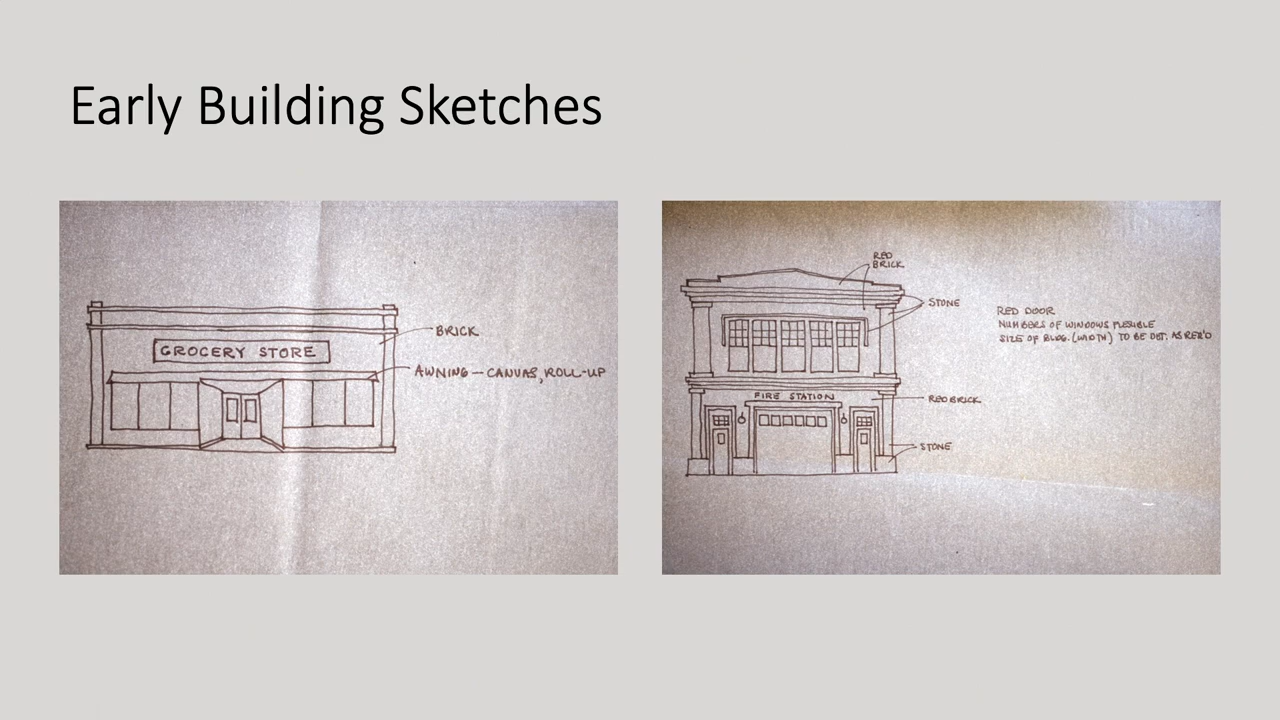 Early Building Sketches
BRICK
GROCERY STORE
AWNING — CANVAS, ROLL-UP
RED
BRICK
STONE
RED DOOR
NUMBERS OF WINDOWS FLEXIBLE
SIZE OF BLDG. (WIDTH) TO BE DET. AS REQ'D
FIRE STATION
RED BRICK
STONE